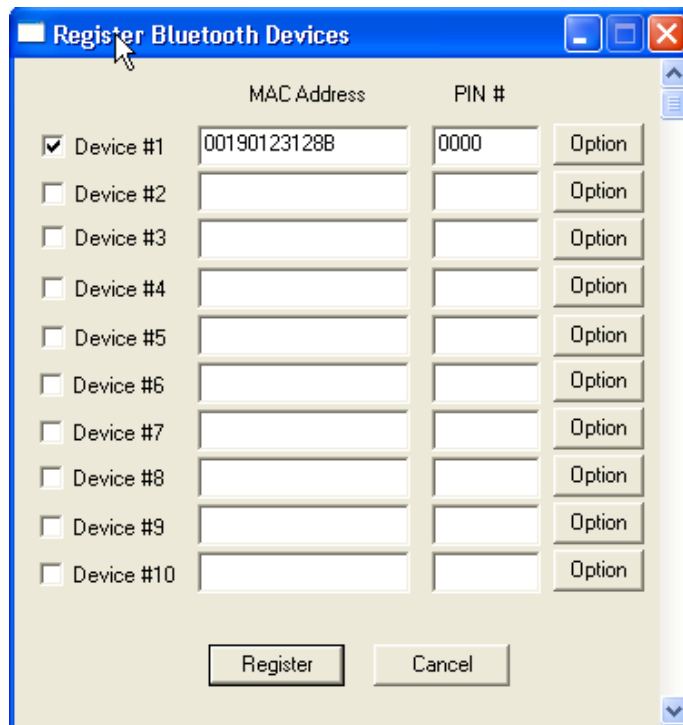 Register Bluetooth Devices
MAC Address PIN #
Device #1 00190123128B 0000 Option
Device #2 Option
Device #3 Option
Device #4 Option
Device #5 Option
Device #6 Option
Device #7 Option
Device #8 Option
Device #9 Option
Device #10 Option
Register Cancel